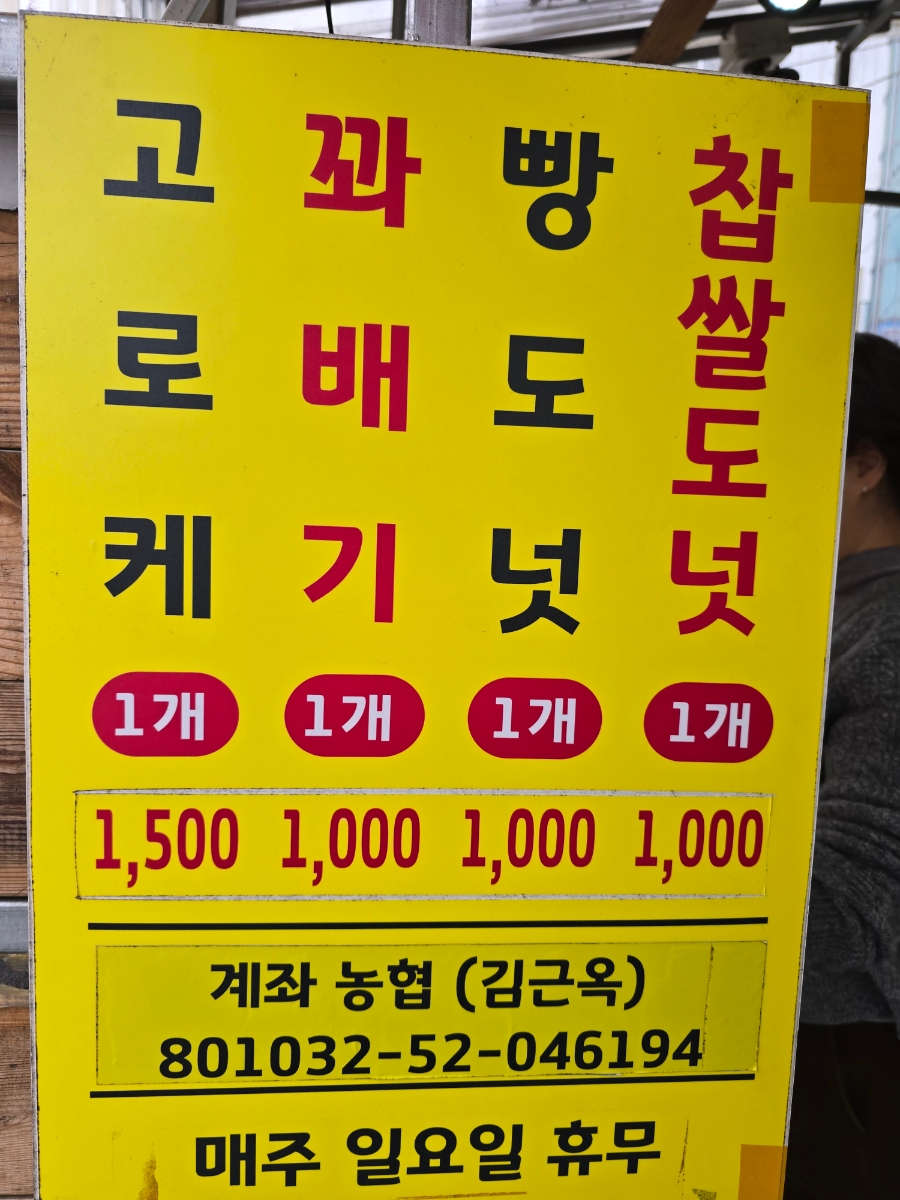 고로케
꽈배기
빵도넛
찹쌀도넛
1개 1개 1개 1개
1,500 1,000 1,000 1,000
계좌 농협 (김근옥)
801032-52-046194
매주 일요일 휴무